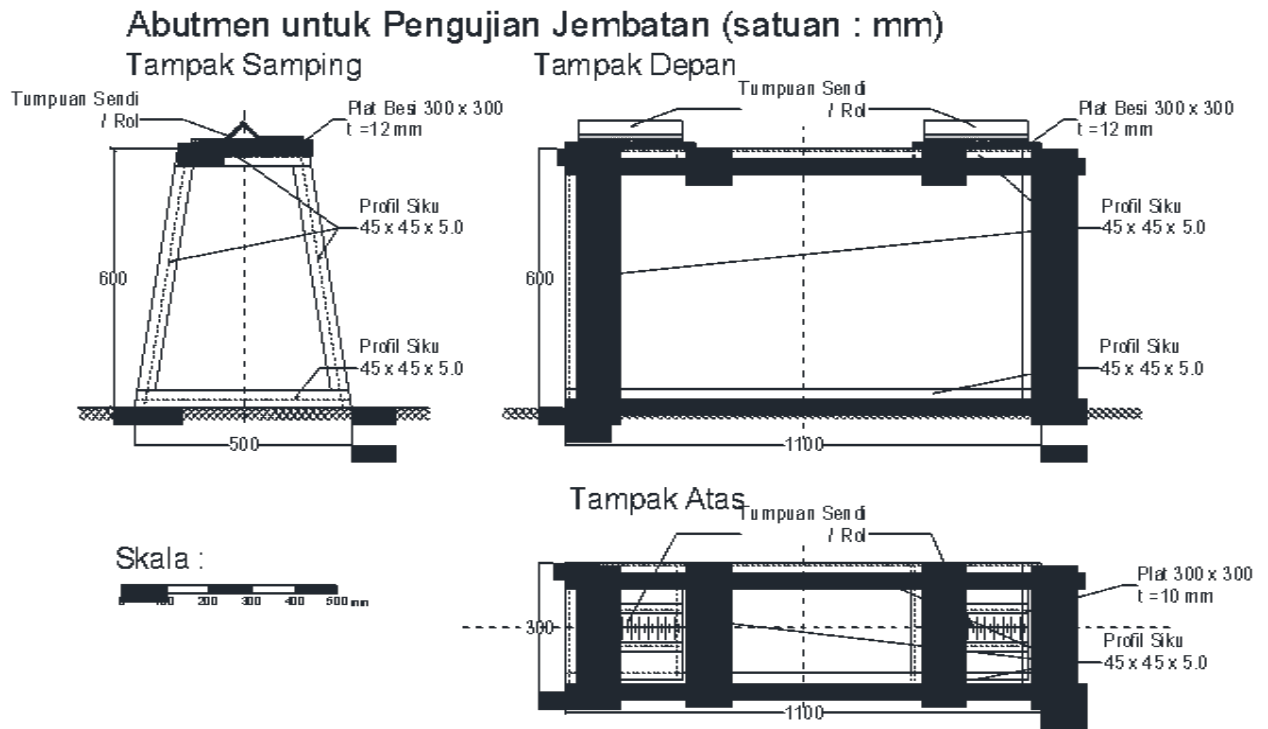 Abutmen untuk Pengujian Jembatan (satuan : mm)
Tampak Samping
Tampak Depan
Tumpuan Sendi
/ Rol
Plat Besi 300 x 300
t =12 mm
Tumpuan Sendi
/ Rol
Plat Besi 300 x 300
t =12 mm
Profil Siku
45 x 45 x 5.0
Profil Siku
45 x 45 x 5.0
600
600
Profil Siku
45 x 45 x 5.0
Profil Siku
45 x 45 x 5.0
500
1100
Tampak Atas
Tumpuan Sendi
/ Rol
Skala :
200 300 400 500 mm
Plat 300 x 300
t =10 mm
300
Profil Siku
45 x 45 x 5.0
1100